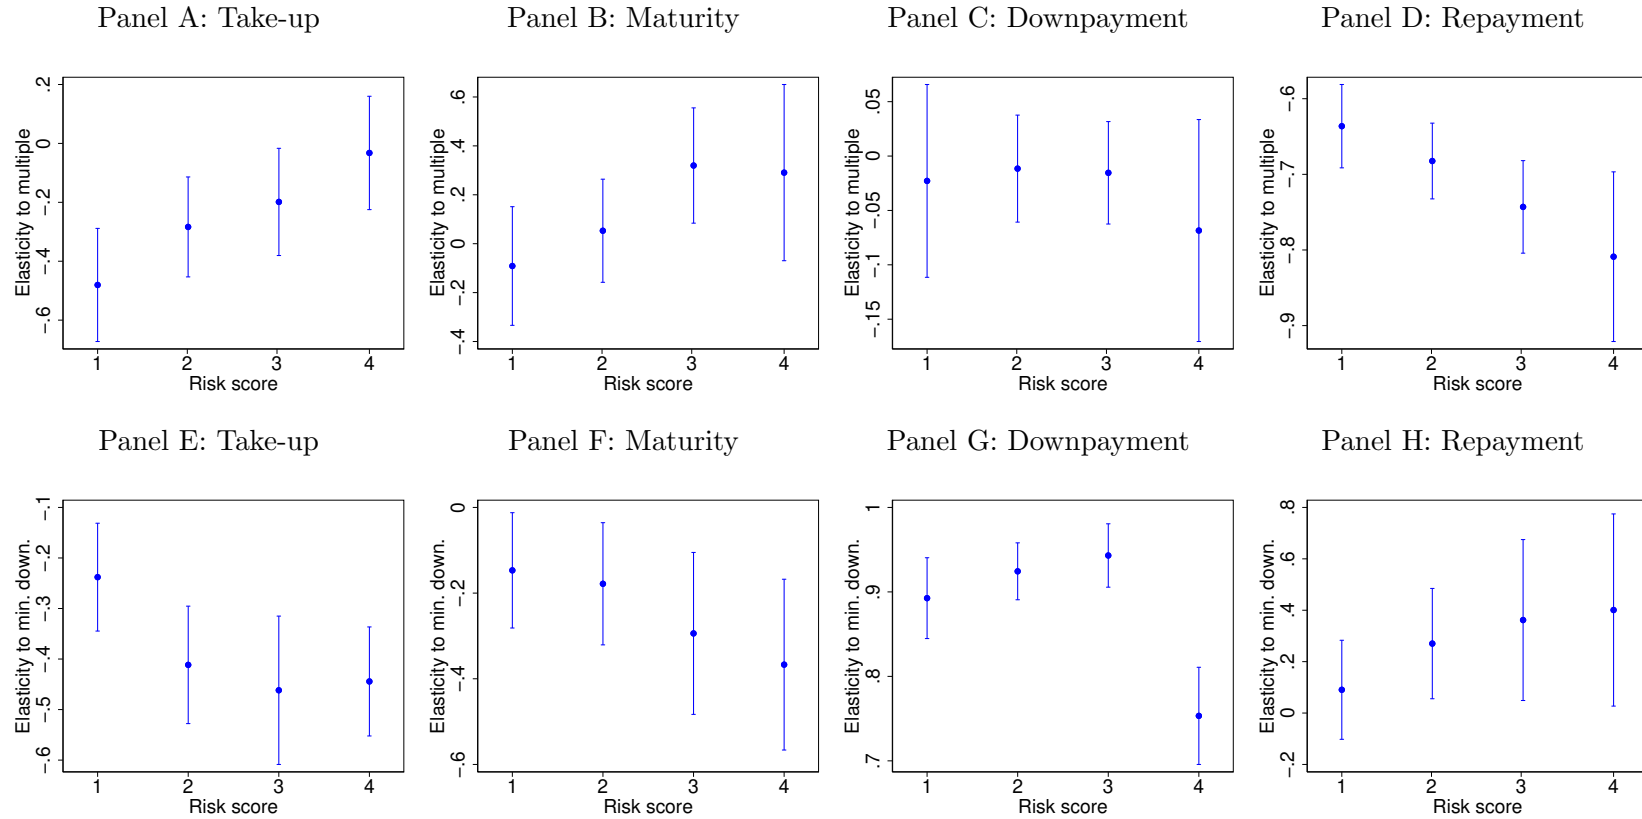 Panel A: Take-up
Panel B: Maturity
Panel C: Downpayment
Panel D: Repayment
Elasticity to multiple
.2
0
−.2
−.4
−.6
1 2 3 4
Risk score
Elasticity to multiple
.6
.4
.2
0
−.2
−.4
1 2 3 4
Risk score
Elasticity to multiple
.05
0
−.05
−.1
−.15
1 2 3 4
Risk score
Elasticity to multiple
−.6
−.7
−.8
−.9
1 2 3 4
Risk score
Panel E: Take-up
Panel F: Maturity
Panel G: Downpayment
Panel H: Repayment
Elasticity to min. down.
−.1
−.2
−.3
−.4
−.5
−.6
1 2 3 4
Risk score
Elasticity to min. down.
0
−.2
−.4
−.6
1 2 3 4
Risk score
Elasticity to min. down.
1
.9
.8
.7
1 2 3 4
Risk score
Elasticity to min. down.
.8
.6
.4
.2
0
−.2
1 2 3 4
Risk score